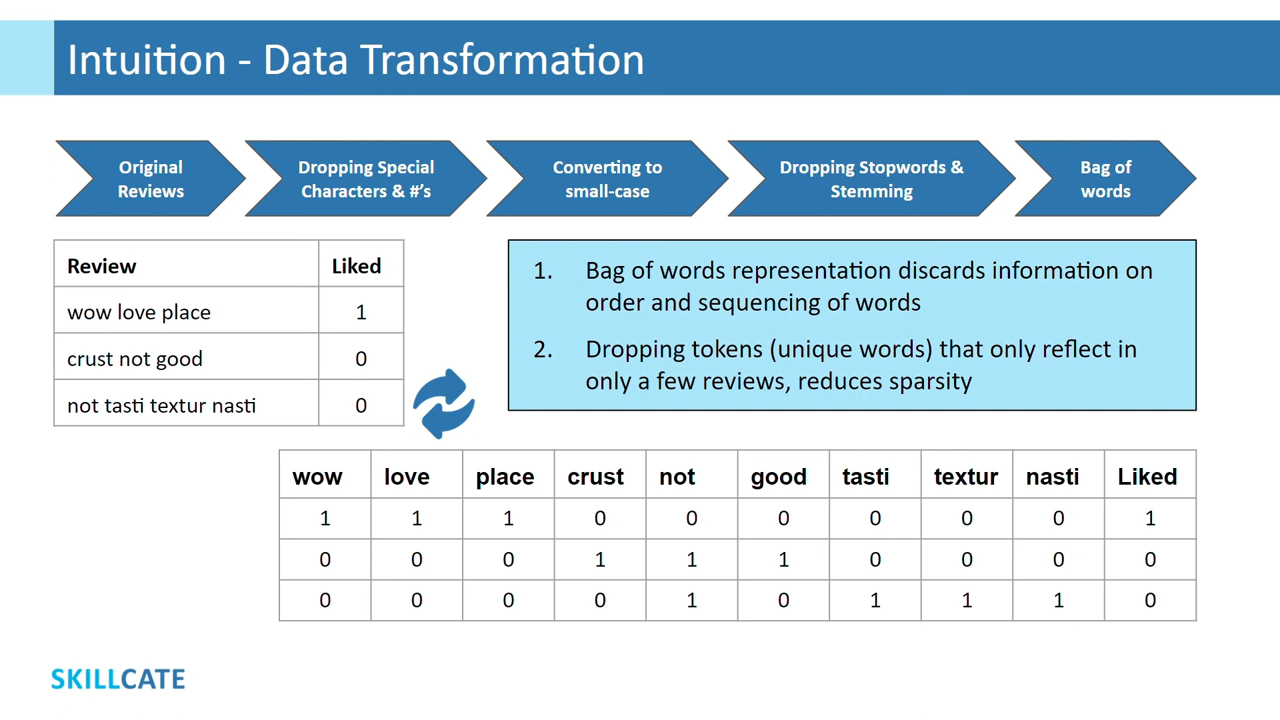 Intuition - Data Transformation
Original
Reviews
Dropping Special
Characters & #'s
Converting to
small-case
Dropping Stopwords &
Stemming
Bag of
words
Review Liked
wow love place 1
crust not good 0
not tasti textur nasti 0
1. Bag of words representation discards information on
order and sequencing of words
2. Dropping tokens (unique words) that only reflect in
only a few reviews, reduces sparsity
wow love place crust not good tasti textur nasti Liked
1 1 1 0 0 0 0 0 0 1
0 0 0 1 1 1 0 0 0 0
0 0 0 0 1 0 1 1 1 0
SKILLCATE